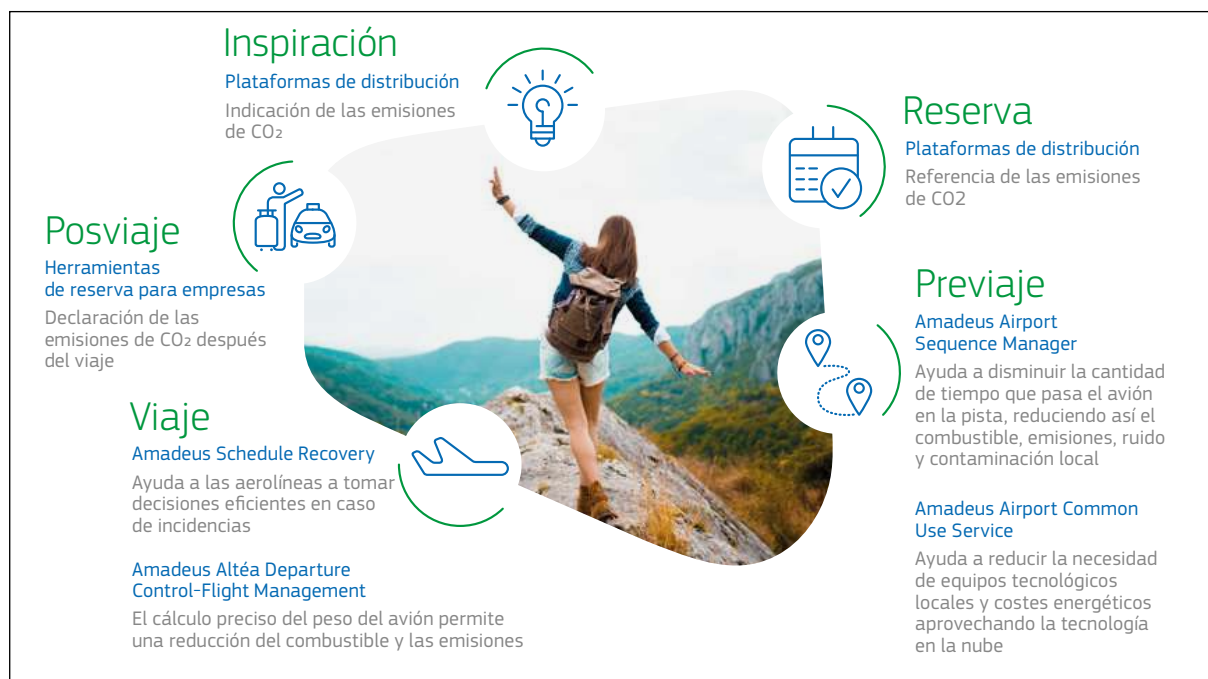 Inspiración
Plataformas de distribución
Indicación de las emisiones
de CO₂
Reserva
Plataformas de distribución
Referencia de las emisiones
de CO2
Previaje
Amadeus Airport
Sequence Manager
Ayuda a disminuir la cantidad
de tiempo que pasa el avión
en la pista, reduciendo así el
combustible, emisiones, ruido
y contaminación local
Amadeus Airport Common
Use Service
Ayuda a reducir la necesidad
de equipos tecnológicos
locales y costes energéticos
aprovechando la tecnología
en la nube
Viaje
Amadeus Schedule Recovery
Ayuda a las aerolíneas a tomar
decisiones eficientes en caso
de incidencias
Amadeus Altéa Departure
Control-Flight Management
El cálculo preciso del peso del avión permite
una reducción del combustible y las emisiones
Posviaje
Herramientas
de reserva para empresas
Declaración de las
emisiones de CO₂ después
del viaje